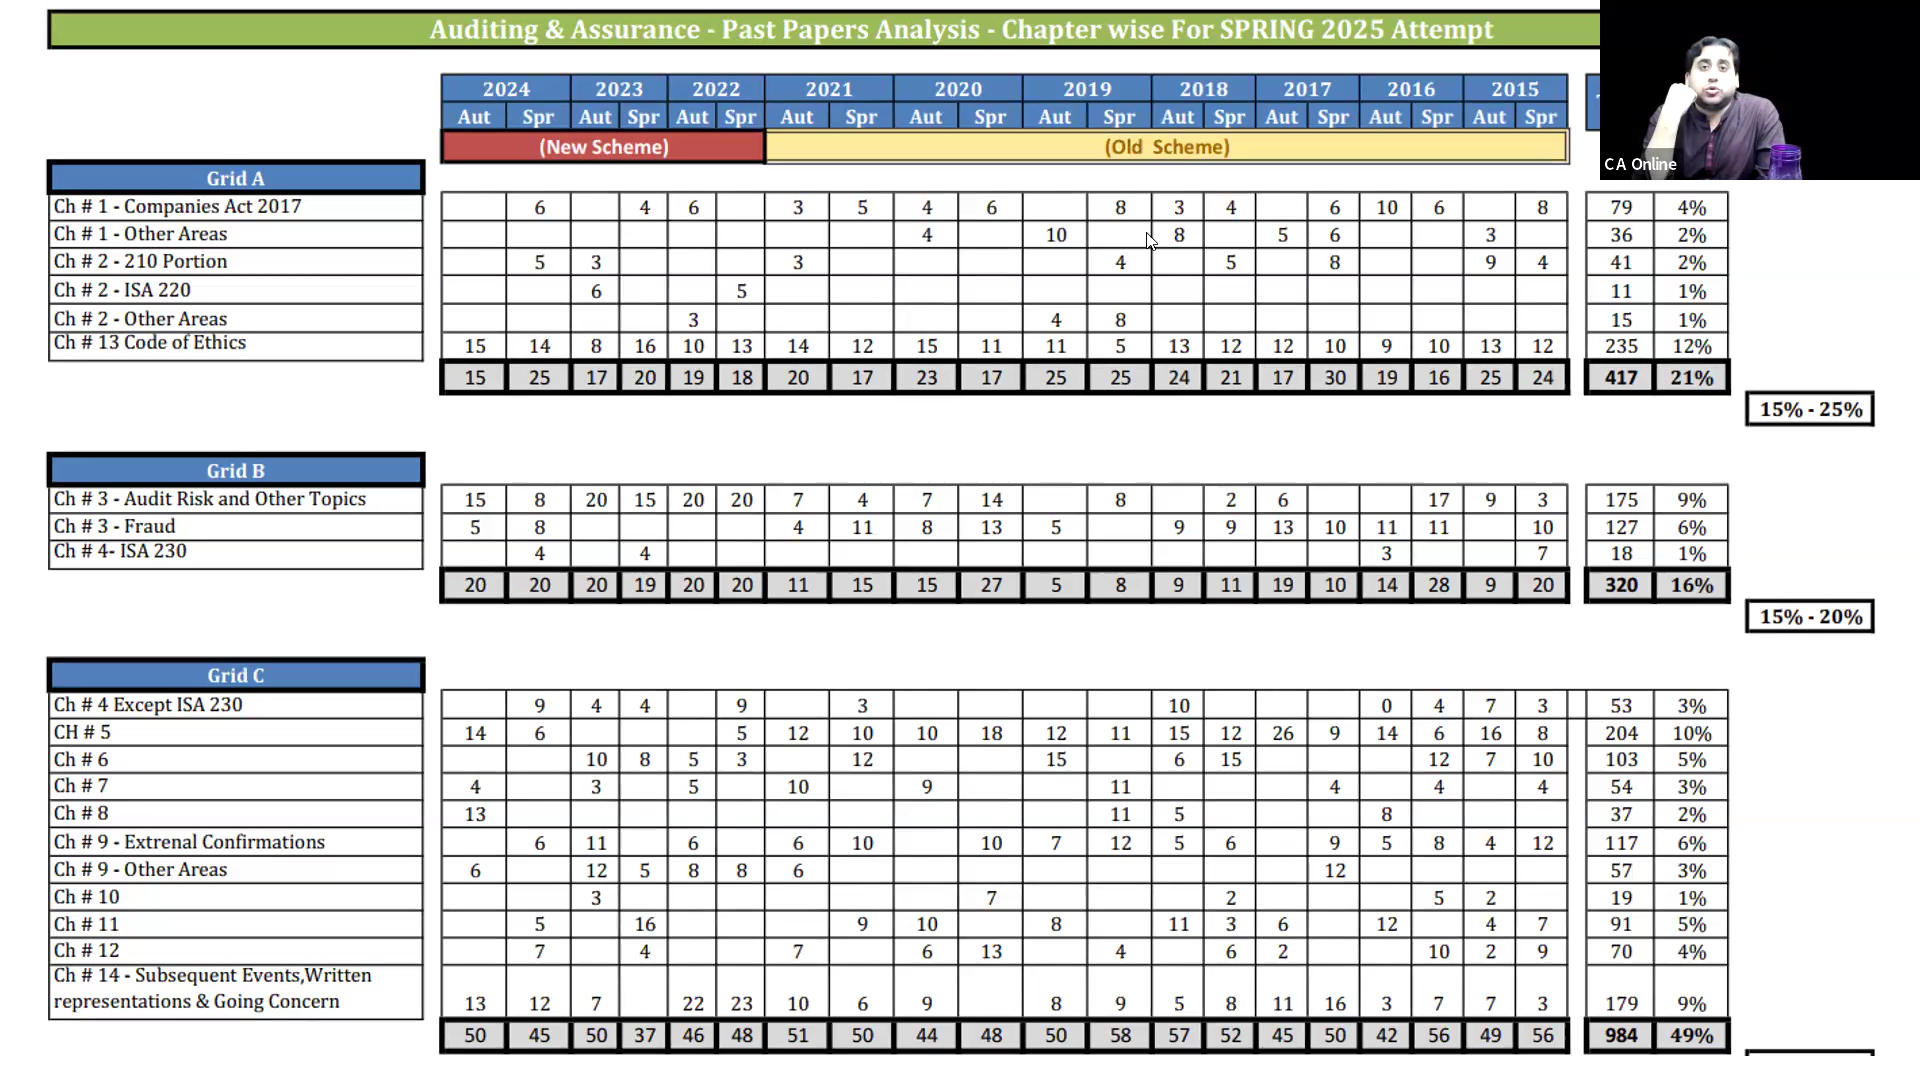 Auditing & Assurance - Past Papers Analysis - Chapter wise For SPRING 2025 Attempt
2024 2023 2022 2021 2020 2019 2018 2017 2016 2015
Aut Spr Aut Spr Aut Spr Aut Spr Aut Spr Aut Spr Aut Spr Aut Spr Aut Spr Aut Spr
(New Scheme) (Old Scheme)
C A Online
Grid A
Ch # 1 - Companies Act 2017 6 4 6 3 5 4 6 8 3 4 6 10 6 8 79 4%
Ch # 1 - Other Areas 4 10 8 5 6 3 36 2%
Ch # 2 - 210 Portion 5 3 3 4 5 8 9 4 41 2%
Ch # 2 - ISA 220 6 5 11 1%
Ch # 2 - Other Areas 3 4 8 15 1%
Ch # 13 Code of Ethics 15 14 8 16 10 13 14 12 15 11 11 5 13 12 12 10 9 10 13 12 235 12%
15 25 17 20 19 18 20 17 23 17 25 25 24 21 17 30 19 16 25 24 417 21%
15% - 25%
Grid B
Ch # 3 - Audit Risk and Other Topics 15 8 20 15 20 20 7 4 7 14 8 2 6 17 9 3 175 9%
Ch # 3 - Fraud 5 8 4 11 8 13 5 9 9 13 10 11 11 10 127 6%
Ch # 4- ISA 230 4 4 3 7 18 1%
20 20 20 19 20 20 11 15 15 27 5 8 9 11 19 10 14 28 9 20 320 16%
15% - 20%
Grid C
Ch # 4 Except ISA 230 9 4 4 9 3 10 0 4 7 3 53 3%
CH # 5 14 6 5 12 10 10 18 12 11 15 12 26 9 14 6 16 8 204 10%
Ch # 6 10 8 5 3 12 15 6 15 12 7 10 103 5%
Ch # 7 4 3 5 10 9 11 4 4 4 54 3%
Ch # 8 13 11 5 8 37 2%
Ch # 9 - Extrenal Confirmations 6 11 6 6 10 10 7 12 5 6 9 5 8 4 12 117 6%
Ch # 9 - Other Areas 6 12 5 8 8 6 12 57 3%
Ch # 10 3 7 2 5 2 19 1%
Ch # 11 5 16 9 10 8 11 3 6 12 4 7 91 5%
Ch # 12 7 4 7 6 13 4 6 2 10 2 9 70 4%
Ch # 14 - Subsequent Events,Written
representations & Going Concern 13 12 7 22 23 10 6 9 8 9 5 8 11 16 3 7 7 3 179 9%
50 45 50 37 46 48 51 50 44 48 50 58 57 52 45 50 42 56 49 56 984 49%